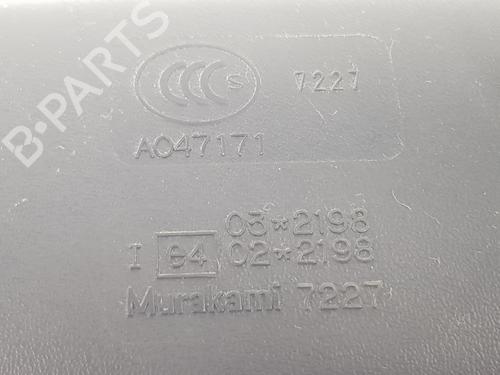 B-PARTS
CCC S 7227
A047171
03*2198
I e4 02*2198
Murakami 7227